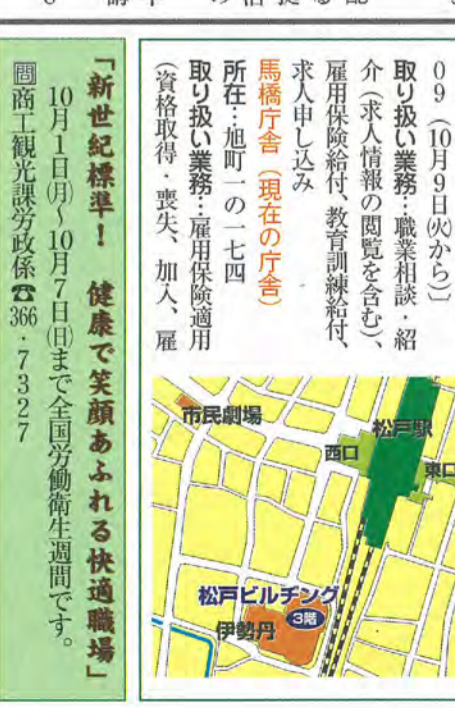 09（10月9日㈫から）〕
取り扱い業務…職業相談・紹
介（求人情報の閲覧を含む）、
雇用保険給付、教育訓練給付、
求人申し込み
馬橋庁舎（現在の庁舎）
所在…旭町一の一七四
取り扱い業務…雇用保険適用
（資格取得・喪失、加入、雇
市民劇場
松戸駅
西口
東口
松戸ビルヂング
3階
伊勢丹
「新世紀標準！　健康で笑顔あふれる快適職場」
10月1日㈪～10月7日㈰まで全国労働衛生週間です。
問商工観光課労政係☎366・7327